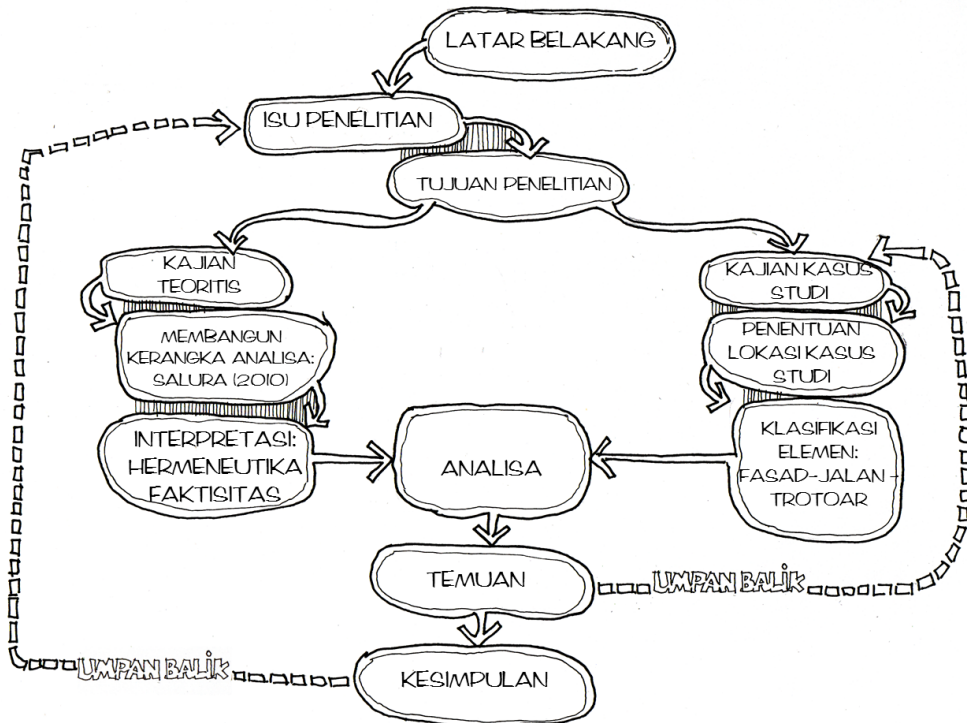 LATAR BELAKANG
ISU PENELITIAN
TUJUAN PENELITIAN
KAJIAN
TEORITIS
MEMBANGUN
KERANGKA ANALISA:
SALURA (2010)
INTERPRETASI:
HERMENEUTIKA
FAKTISITAS
KAJIAN KASUS
STUDI
PENENTUAN
LOKASI KASUS
STUDI
KLASIFIKASI
ELEMEN:
FASAD-JALAN-
TROTOAR
ANALISA
TEMUAN
UMPAN BALIK
KESIMPULAN
UMPAN BALIK